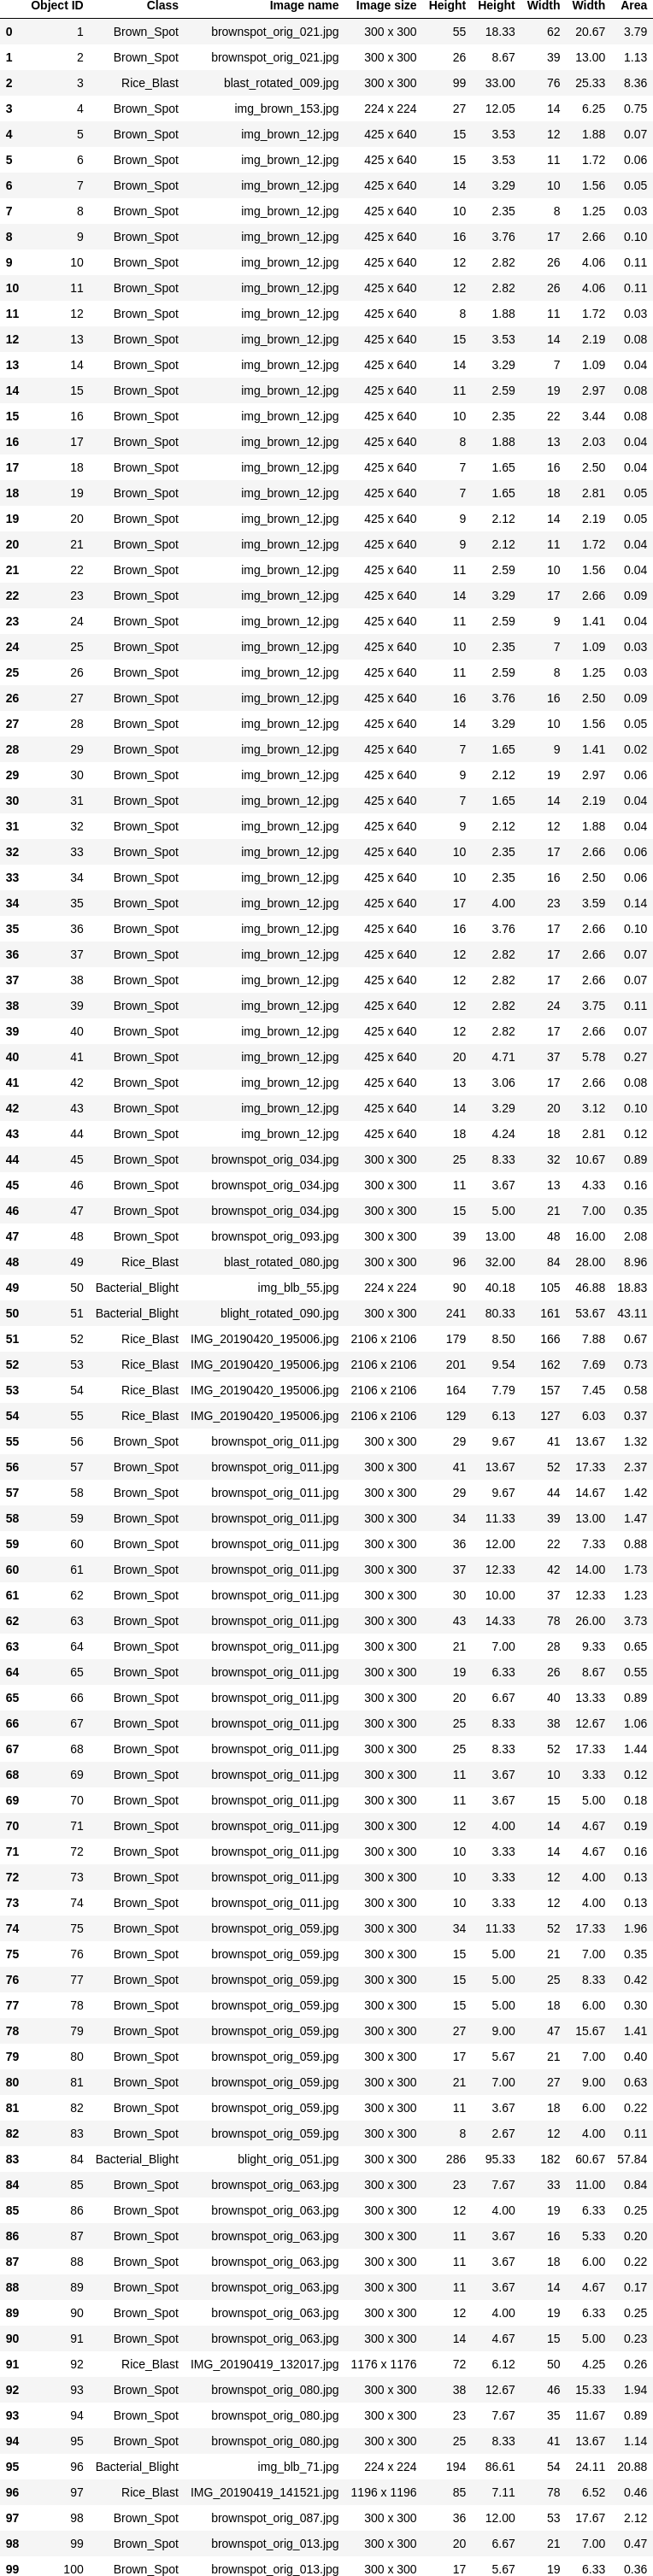 Object ID Class Image name Image size Height Height Width Width Area
0 1 Brown_Spot brownspot_orig_021.jpg 300 x 300 55 18.33 62 20.67 3.79
1 2 Brown_Spot brownspot_orig_021.jpg 300 x 300 26 8.67 39 13.00 1.13
2 3 Rice_Blast blast_rotated_009.jpg 300 x 300 99 33.00 76 25.33 8.36
3 4 Brown_Spot img_brown_153.jpg 224 x 224 27 12.05 14 6.25 0.75
4 5 Brown_Spot img_brown_12.jpg 425 x 640 15 3.53 12 1.88 0.07
5 6 Brown_Spot img_brown_12.jpg 425 x 640 15 3.53 11 1.72 0.06
6 7 Brown_Spot img_brown_12.jpg 425 x 640 14 3.29 10 1.56 0.05
7 8 Brown_Spot img_brown_12.jpg 425 x 640 10 2.35 8 1.25 0.03
8 9 Brown_Spot img_brown_12.jpg 425 x 640 16 3.76 17 2.66 0.10
9 10 Brown_Spot img_brown_12.jpg 425 x 640 12 2.82 26 4.06 0.11
10 11 Brown_Spot img_brown_12.jpg 425 x 640 12 2.82 26 4.06 0.11
11 12 Brown_Spot img_brown_12.jpg 425 x 640 8 1.88 11 1.72 0.03
12 13 Brown_Spot img_brown_12.jpg 425 x 640 15 3.53 14 2.19 0.08
13 14 Brown_Spot img_brown_12.jpg 425 x 640 14 3.29 7 1.09 0.04
14 15 Brown_Spot img_brown_12.jpg 425 x 640 11 2.59 19 2.97 0.08
15 16 Brown_Spot img_brown_12.jpg 425 x 640 10 2.35 22 3.44 0.08
16 17 Brown_Spot img_brown_12.jpg 425 x 640 8 1.88 13 2.03 0.04
17 18 Brown_Spot img_brown_12.jpg 425 x 640 7 1.65 16 2.50 0.04
18 19 Brown_Spot img_brown_12.jpg 425 x 640 7 1.65 18 2.81 0.05
19 20 Brown_Spot img_brown_12.jpg 425 x 640 9 2.12 14 2.19 0.05
20 21 Brown_Spot img_brown_12.jpg 425 x 640 9 2.12 11 1.72 0.04
21 22 Brown_Spot img_brown_12.jpg 425 x 640 11 2.59 10 1.56 0.04
22 23 Brown_Spot img_brown_12.jpg 425 x 640 14 3.29 17 2.66 0.09
23 24 Brown_Spot img_brown_12.jpg 425 x 640 11 2.59 9 1.41 0.04
24 25 Brown_Spot img_brown_12.jpg 425 x 640 10 2.35 7 1.09 0.03
25 26 Brown_Spot img_brown_12.jpg 425 x 640 11 2.59 8 1.25 0.03
26 27 Brown_Spot img_brown_12.jpg 425 x 640 16 3.76 16 2.50 0.09
27 28 Brown_Spot img_brown_12.jpg 425 x 640 14 3.29 10 1.56 0.05
28 29 Brown_Spot img_brown_12.jpg 425 x 640 7 1.65 9 1.41 0.02
29 30 Brown_Spot img_brown_12.jpg 425 x 640 9 2.12 19 2.97 0.06
30 31 Brown_Spot img_brown_12.jpg 425 x 640 7 1.65 14 2.19 0.04
31 32 Brown_Spot img_brown_12.jpg 425 x 640 9 2.12 12 1.88 0.04
32 33 Brown_Spot img_brown_12.jpg 425 x 640 10 2.35 17 2.66 0.06
33 34 Brown_Spot img_brown_12.jpg 425 x 640 10 2.35 16 2.50 0.06
34 35 Brown_Spot img_brown_12.jpg 425 x 640 17 4.00 23 3.59 0.14
35 36 Brown_Spot img_brown_12.jpg 425 x 640 16 3.76 17 2.66 0.10
36 37 Brown_Spot img_brown_12.jpg 425 x 640 12 2.82 17 2.66 0.07
37 38 Brown_Spot img_brown_12.jpg 425 x 640 12 2.82 17 2.66 0.07
38 39 Brown_Spot img_brown_12.jpg 425 x 640 12 2.82 24 3.75 0.11
39 40 Brown_Spot img_brown_12.jpg 425 x 640 12 2.82 17 2.66 0.07
40 41 Brown_Spot img_brown_12.jpg 425 x 640 20 4.71 37 5.78 0.27
41 42 Brown_Spot img_brown_12.jpg 425 x 640 13 3.06 17 2.66 0.08
42 43 Brown_Spot img_brown_12.jpg 425 x 640 14 3.29 20 3.12 0.10
43 44 Brown_Spot img_brown_12.jpg 425 x 640 18 4.24 18 2.81 0.12
44 45 Brown_Spot brownspot_orig_034.jpg 300 x 300 25 8.33 32 10.67 0.89
45 46 Brown_Spot brownspot_orig_034.jpg 300 x 300 11 3.67 13 4.33 0.16
46 47 Brown_Spot brownspot_orig_034.jpg 300 x 300 15 5.00 21 7.00 0.35
47 48 Brown_Spot brownspot_orig_093.jpg 300 x 300 39 13.00 48 16.00 2.08
48 49 Rice_Blast blast_rotated_080.jpg 300 x 300 96 32.00 84 28.00 8.96
49 50 Bacterial_Blight img_blb_55.jpg 224 x 224 90 40.18 105 46.88 18.83
50 51 Bacterial_Blight blight_rotated_090.jpg 300 x 300 241 80.33 161 53.67 43.11
51 52 Rice_Blast IMG_20190420_195006.jpg 2106 x 2106 179 8.50 166 7.88 0.67
52 53 Rice_Blast IMG_20190420_195006.jpg 2106 x 2106 201 9.54 162 7.69 0.73
53 54 Rice_Blast IMG_20190420_195006.jpg 2106 x 2106 164 7.79 157 7.45 0.58
54 55 Rice_Blast IMG_20190420_195006.jpg 2106 x 2106 129 6.13 127 6.03 0.37
55 56 Brown_Spot brownspot_orig_011.jpg 300 x 300 29 9.67 41 13.67 1.32
56 57 Brown_Spot brownspot_orig_011.jpg 300 x 300 41 13.67 52 17.33 2.37
57 58 Brown_Spot brownspot_orig_011.jpg 300 x 300 29 9.67 44 14.67 1.42
58 59 Brown_Spot brownspot_orig_011.jpg 300 x 300 34 11.33 39 13.00 1.47
59 60 Brown_Spot brownspot_orig_011.jpg 300 x 300 36 12.00 22 7.33 0.88
60 61 Brown_Spot brownspot_orig_011.jpg 300 x 300 37 12.33 42 14.00 1.73
61 62 Brown_Spot brownspot_orig_011.jpg 300 x 300 30 10.00 37 12.33 1.23
62 63 Brown_Spot brownspot_orig_011.jpg 300 x 300 43 14.33 78 26.00 3.73
63 64 Brown_Spot brownspot_orig_011.jpg 300 x 300 21 7.00 28 9.33 0.65
64 65 Brown_Spot brownspot_orig_011.jpg 300 x 300 19 6.33 26 8.67 0.55
65 66 Brown_Spot brownspot_orig_011.jpg 300 x 300 20 6.67 40 13.33 0.89
66 67 Brown_Spot brownspot_orig_011.jpg 300 x 300 25 8.33 38 12.67 1.06
67 68 Brown_Spot brownspot_orig_011.jpg 300 x 300 25 8.33 52 17.33 1.44
68 69 Brown_Spot brownspot_orig_011.jpg 300 x 300 11 3.67 10 3.33 0.12
69 70 Brown_Spot brownspot_orig_011.jpg 300 x 300 11 3.67 15 5.00 0.18
70 71 Brown_Spot brownspot_orig_011.jpg 300 x 300 12 4.00 14 4.67 0.19
71 72 Brown_Spot brownspot_orig_011.jpg 300 x 300 10 3.33 14 4.67 0.16
72 73 Brown_Spot brownspot_orig_011.jpg 300 x 300 10 3.33 12 4.00 0.13
73 74 Brown_Spot brownspot_orig_011.jpg 300 x 300 10 3.33 12 4.00 0.13
74 75 Brown_Spot brownspot_orig_059.jpg 300 x 300 34 11.33 52 17.33 1.96
75 76 Brown_Spot brownspot_orig_059.jpg 300 x 300 15 5.00 21 7.00 0.35
76 77 Brown_Spot brownspot_orig_059.jpg 300 x 300 15 5.00 25 8.33 0.42
77 78 Brown_Spot brownspot_orig_059.jpg 300 x 300 15 5.00 18 6.00 0.30
78 79 Brown_Spot brownspot_orig_059.jpg 300 x 300 27 9.00 47 15.67 1.41
79 80 Brown_Spot brownspot_orig_059.jpg 300 x 300 17 5.67 21 7.00 0.40
80 81 Brown_Spot brownspot_orig_059.jpg 300 x 300 21 7.00 27 9.00 0.63
81 82 Brown_Spot brownspot_orig_059.jpg 300 x 300 11 3.67 18 6.00 0.22
82 83 Brown_Spot brownspot_orig_059.jpg 300 x 300 8 2.67 12 4.00 0.11
83 84 Bacterial_Blight blight_orig_051.jpg 300 x 300 286 95.33 182 60.67 57.84
84 85 Brown_Spot brownspot_orig_063.jpg 300 x 300 23 7.67 33 11.00 0.84
85 86 Brown_Spot brownspot_orig_063.jpg 300 x 300 12 4.00 19 6.33 0.25
86 87 Brown_Spot brownspot_orig_063.jpg 300 x 300 11 3.67 16 5.33 0.20
87 88 Brown_Spot brownspot_orig_063.jpg 300 x 300 11 3.67 18 6.00 0.22
88 89 Brown_Spot brownspot_orig_063.jpg 300 x 300 11 3.67 14 4.67 0.17
89 90 Brown_Spot brownspot_orig_063.jpg 300 x 300 12 4.00 19 6.33 0.25
90 91 Brown_Spot brownspot_orig_063.jpg 300 x 300 14 4.67 15 5.00 0.23
91 92 Rice_Blast IMG_20190419_132017.jpg 1176 x 1176 72 6.12 50 4.25 0.26
92 93 Brown_Spot brownspot_orig_080.jpg 300 x 300 38 12.67 46 15.33 1.94
93 94 Brown_Spot brownspot_orig_080.jpg 300 x 300 23 7.67 35 11.67 0.89
94 95 Brown_Spot brownspot_orig_080.jpg 300 x 300 25 8.33 41 13.67 1.14
95 96 Bacterial_Blight img_blb_71.jpg 224 x 224 194 86.61 54 24.11 20.88
96 97 Rice_Blast IMG_20190419_141521.jpg 1196 x 1196 85 7.11 78 6.52 0.46
97 98 Brown_Spot brownspot_orig_087.jpg 300 x 300 36 12.00 53 17.67 2.12
98 99 Brown_Spot brownspot_orig_013.jpg 300 x 300 20 6.67 21 7.00 0.47
99 100 Brown_Spot brownspot_orig_013.jpg 300 x 300 17 5.67 19 6.33 0.36